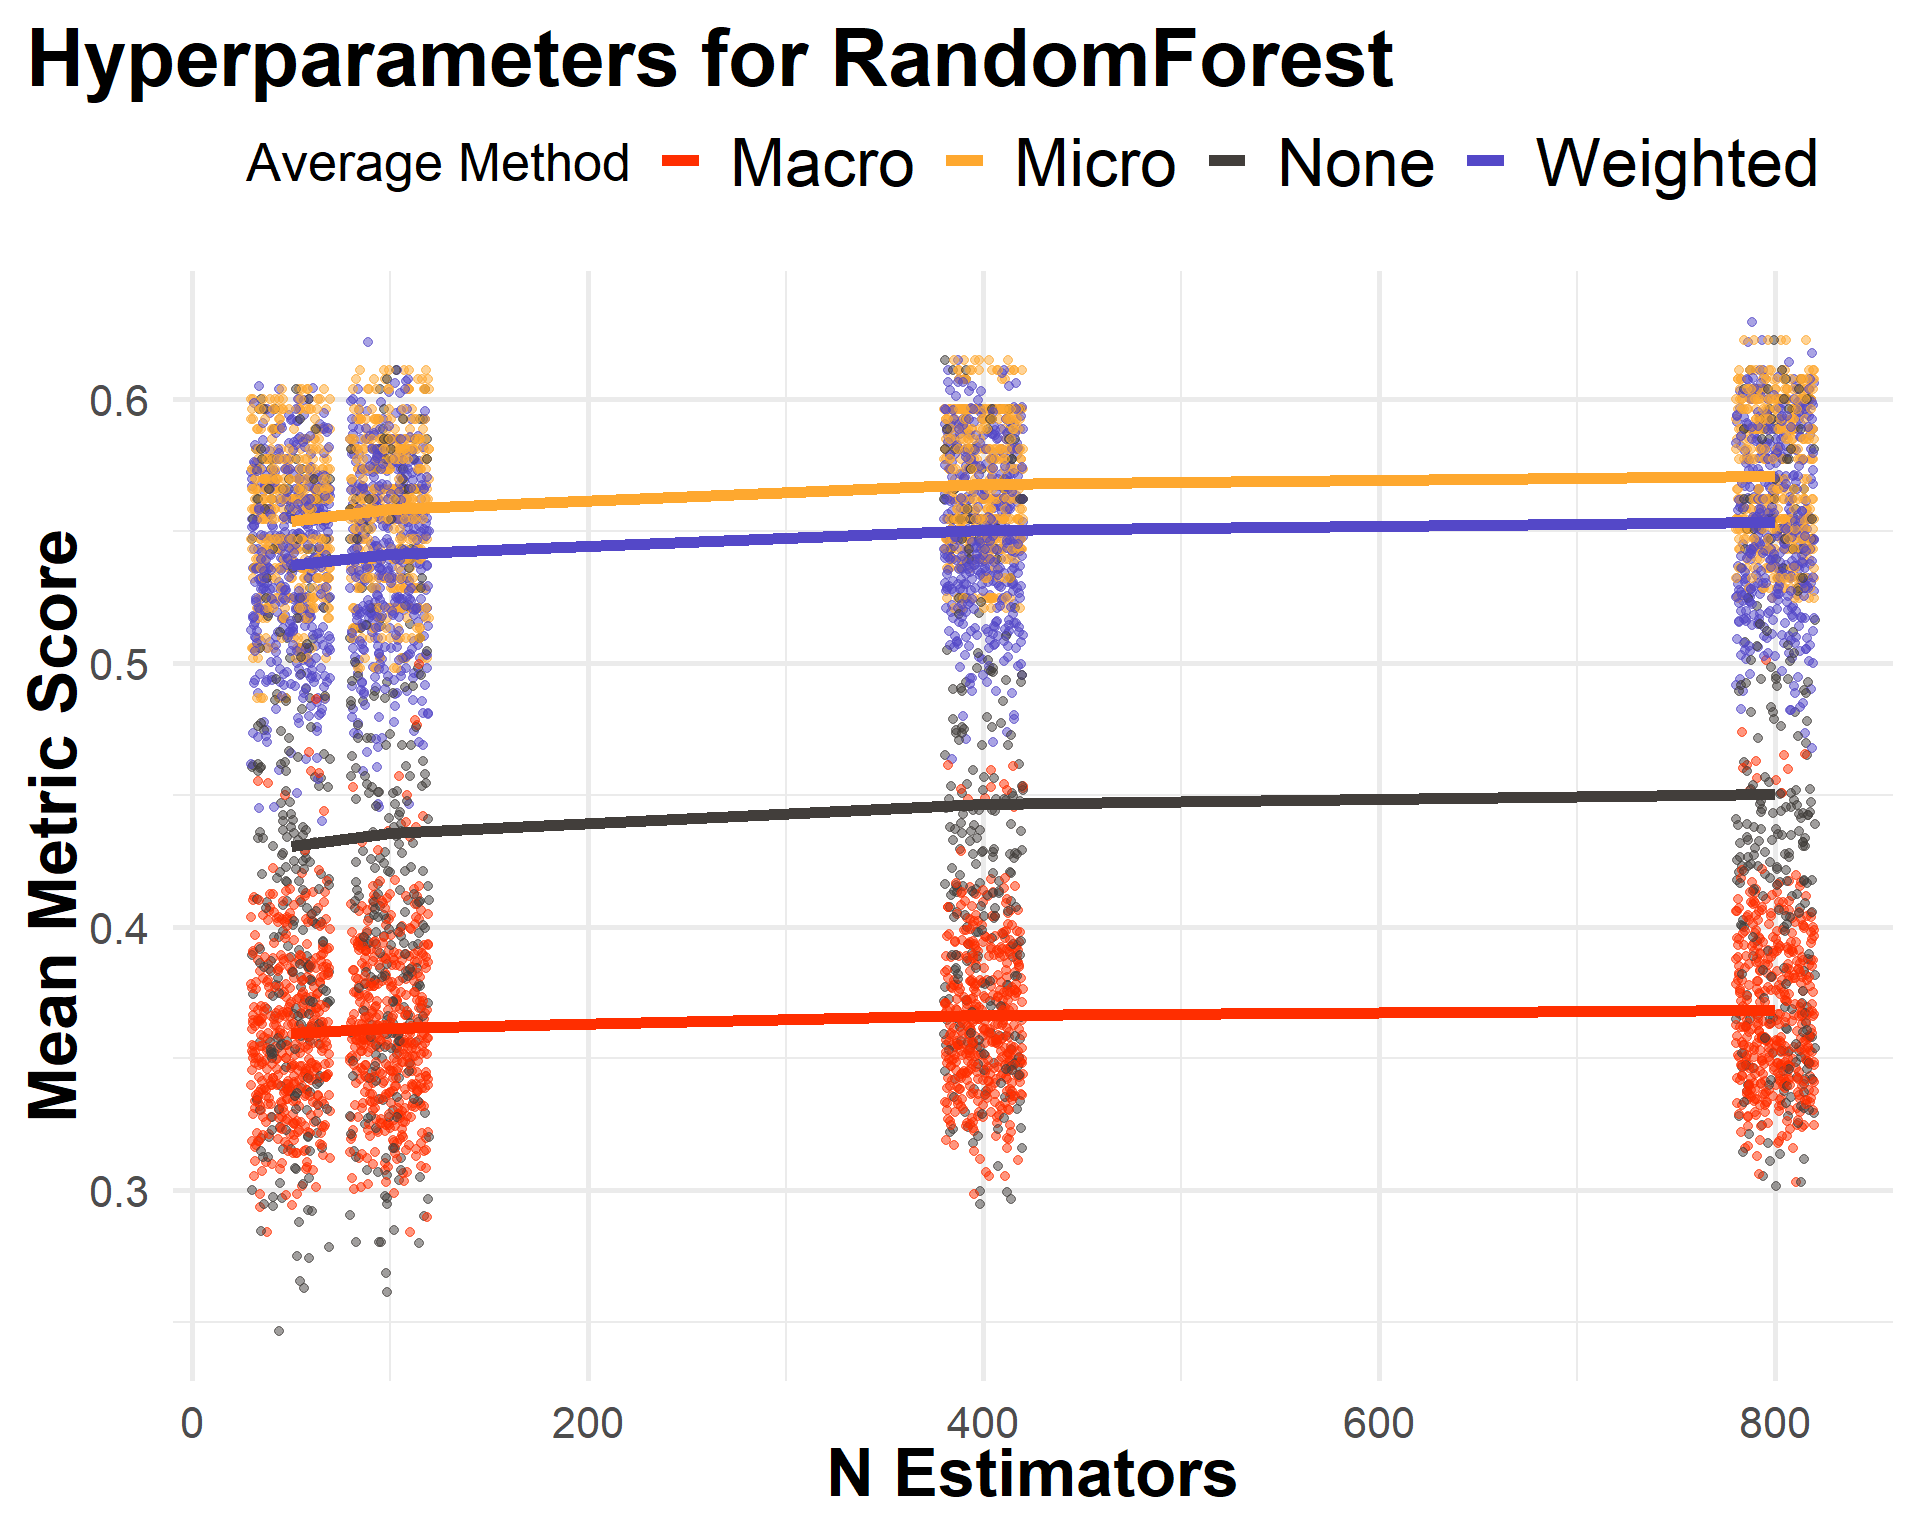 Hyperparameters for RandomForest
Average Method Macro Micro None Weighted
0.6
0.5
0.4
0.3
Mean Metric Score
0 200 400 600 800
N Estimators